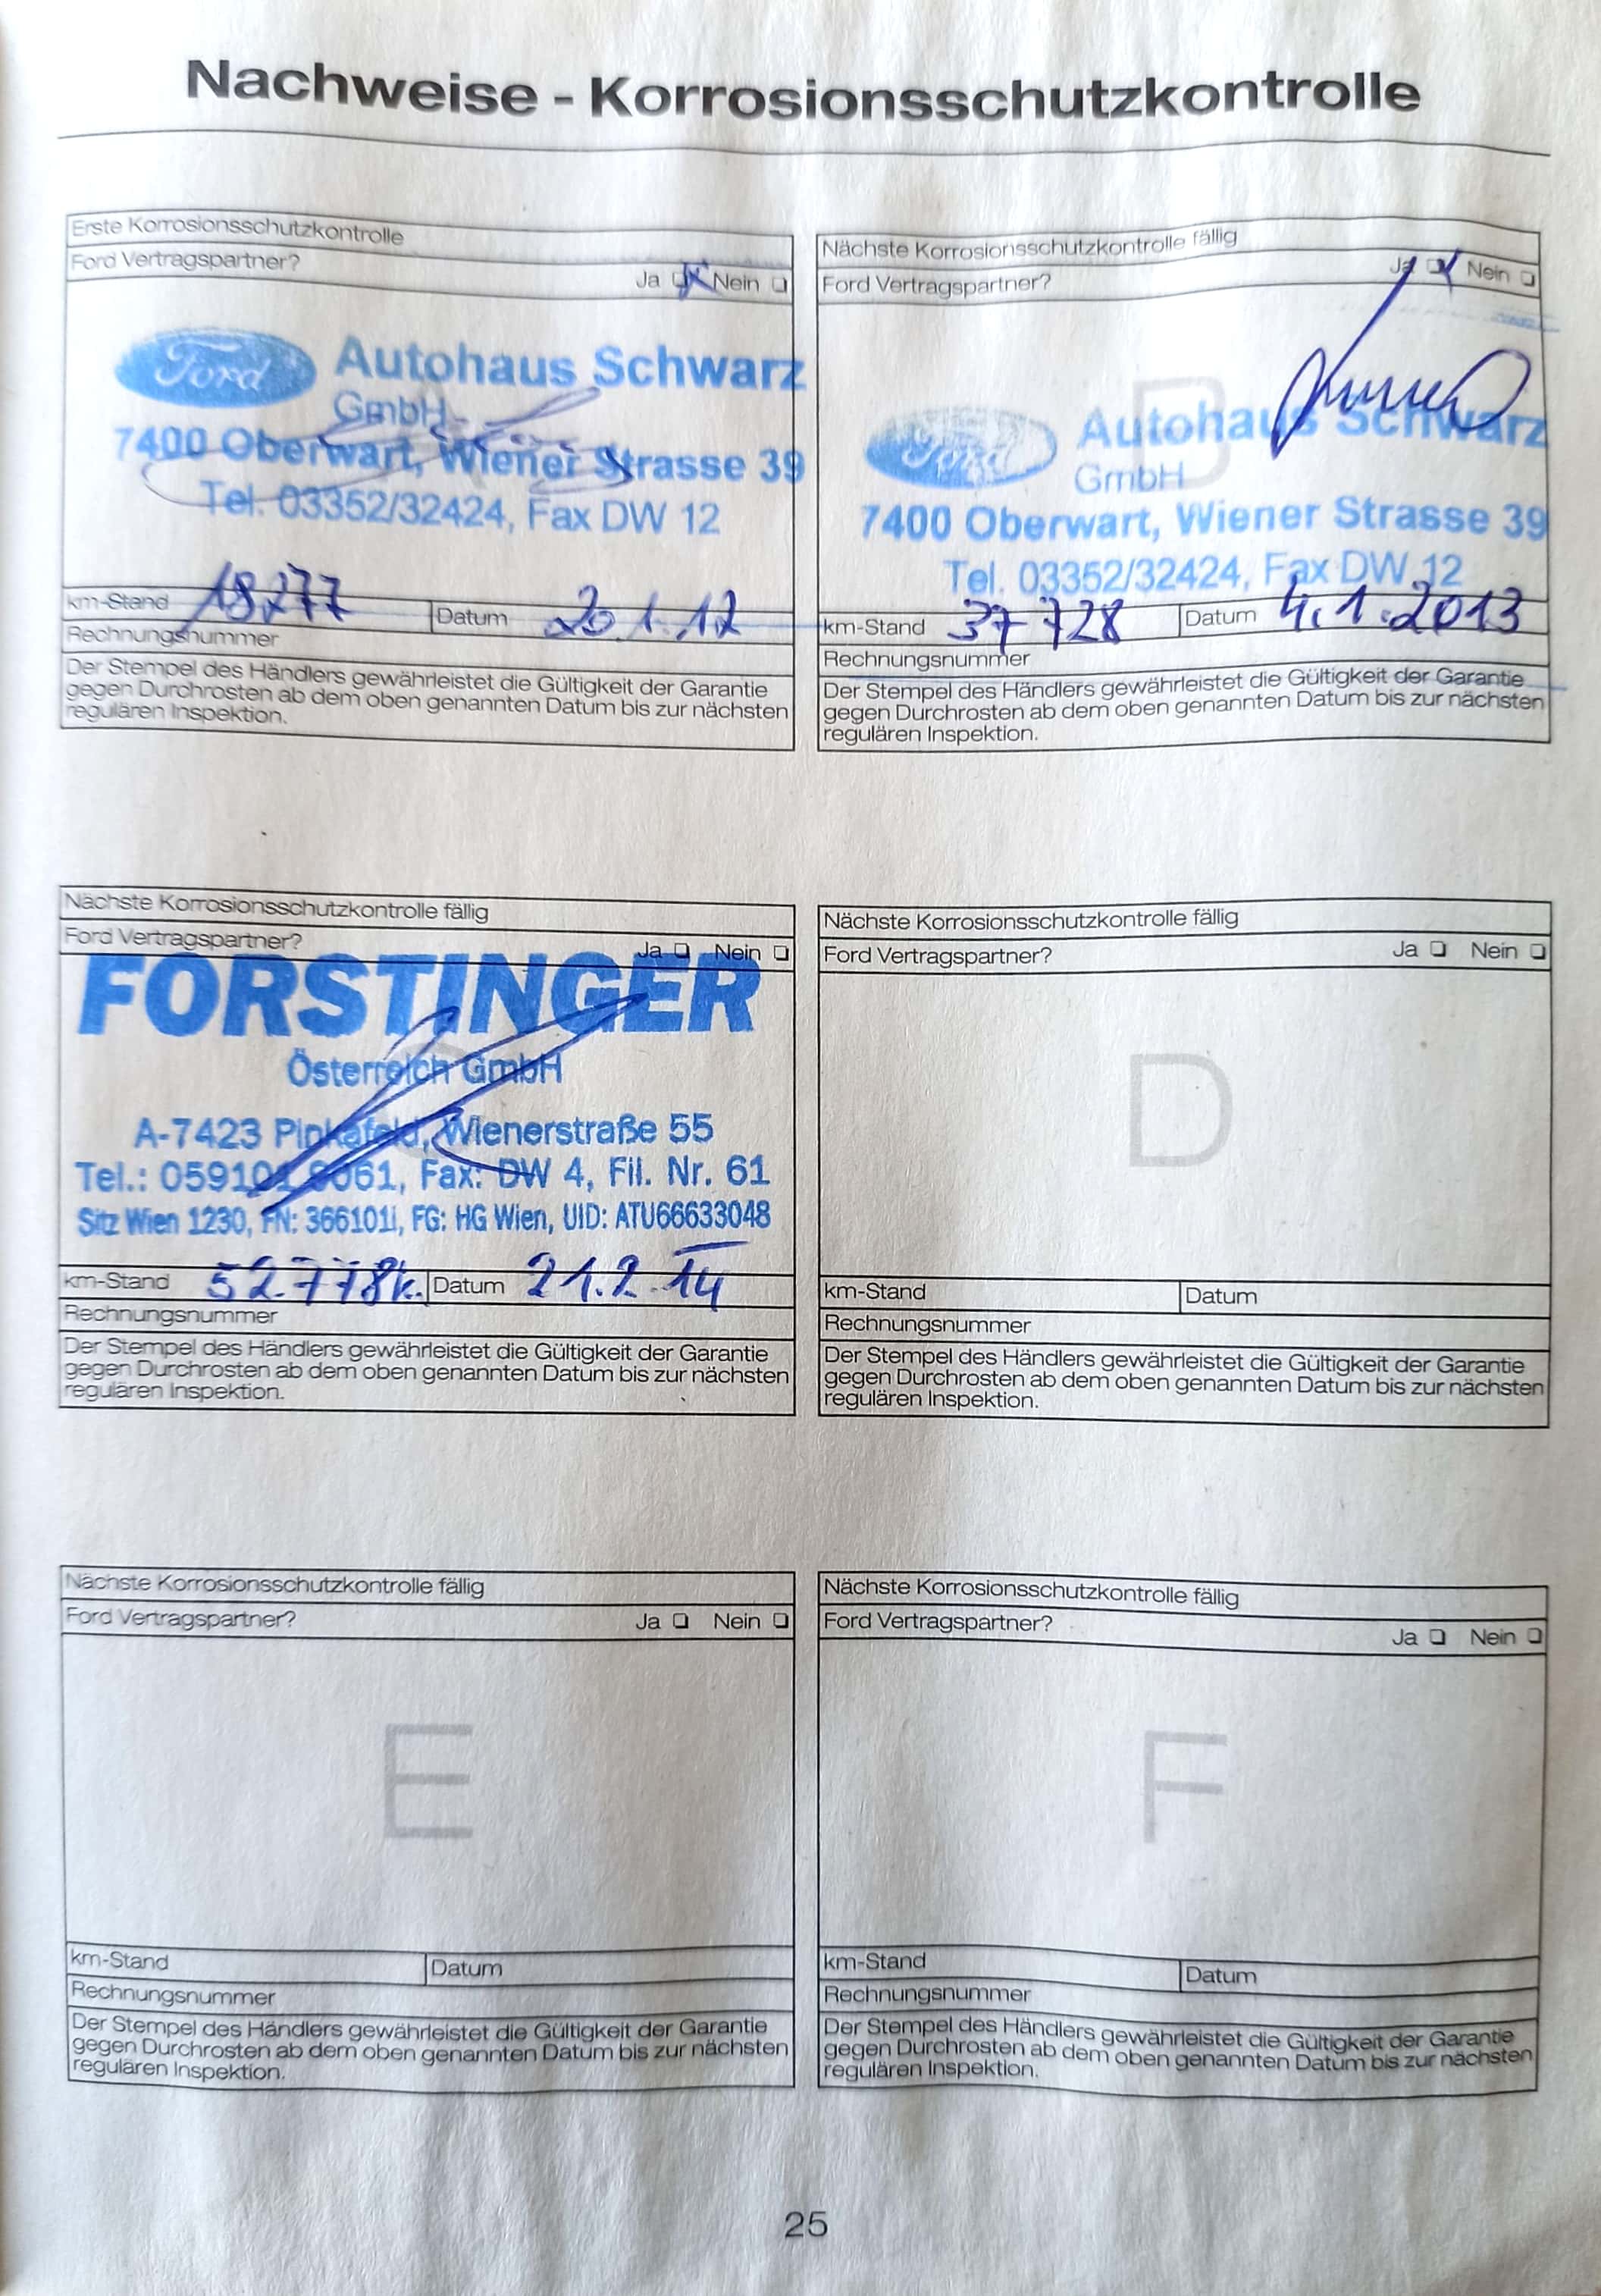 Nachweise - Korrosionsschutzkontrolle
Erste Korrosionsschutzkontrolle
Ford Vertragspartner?
Ja Nein
Ford
Autohaus Schwarz
GmbH
7400 Oberwart, Wiener Strasse 39
Tel. 03352/32424, Fax DW 12
km-Stand 18277 Datum 20.1.12
Rechnungsnummer
Der Stempel des Händlers gewährleistet die Gültigkeit der Garantie
gegen Durchrosten ab dem oben genannten Datum bis zur nächsten
regulären Inspektion.
Nächste Korrosionsschutzkontrolle fällig
Ford Vertragspartner?
Ja Nein
B
Ford
Autohaus Schwarz
GmbH
7400 Oberwart, Wiener Strasse 39
Tel. 03352/32424, Fax DW 12
km-Stand 37728 Datum 4.1.2013
Rechnungsnummer
Der Stempel des Händlers gewährleistet die Gültigkeit der Garantie
gegen Durchrosten ab dem oben genannten Datum bis zur nächsten
regulären Inspektion.
Nächste Korrosionsschutzkontrolle fällig
Ford Vertragspartner?
Ja Nein
FORSTINGER
Österreich GmbH
A-7423 Pinkafeld, Wienerstraße 55
Tel.: Fax: DW 4, Fil. Nr. 61
Sitz Wien 1230, FN: 366101i, FG: HG Wien, UID: ATU66633048
km-Stand 52.778k. Datum 21.2.14
Rechnungsnummer
Der Stempel des Händlers gewährleistet die Gültigkeit der Garantie
gegen Durchrosten ab dem oben genannten Datum bis zur nächsten
regulären Inspektion.
Nächste Korrosionsschutzkontrolle fällig
Ford Vertragspartner?
Ja Nein
D
km-Stand Datum
Rechnungsnummer
Der Stempel des Händlers gewährleistet die Gültigkeit der Garantie
gegen Durchrosten ab dem oben genannten Datum bis zur nächsten
regulären Inspektion.
Nächste Korrosionsschutzkontrolle fällig
Ford Vertragspartner?
Ja Nein
E
km-Stand Datum
Rechnungsnummer
Der Stempel des Händlers gewährleistet die Gültigkeit der Garantie
gegen Durchrosten ab dem oben genannten Datum bis zur nächsten
regulären Inspektion.
Nächste Korrosionsschutzkontrolle fällig
Ford Vertragspartner?
Ja Nein
F
km-Stand Datum
Rechnungsnummer
Der Stempel des Händlers gewährleistet die Gültigkeit der Garantie
gegen Durchrosten ab dem oben genannten Datum bis zur nächsten
regulären Inspektion.
25